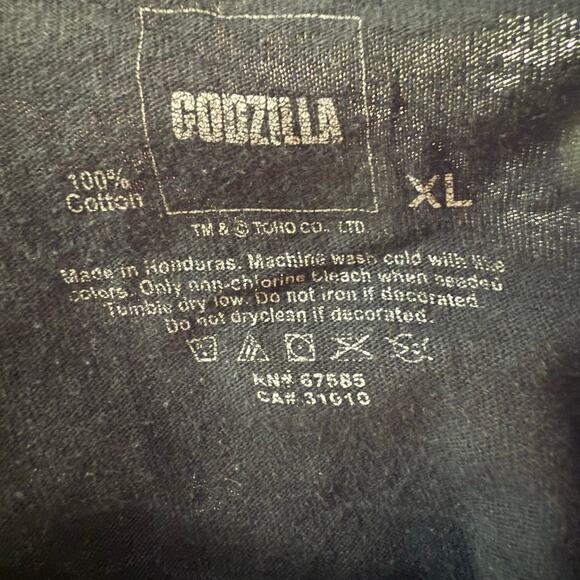 GODZILLA
100%
Cotton
XL
TM & © TOHO CO., LTD
Made in Honduras. Machine wash cold with like
colors. Only non-chlorine bleach when needed
Tumble dry low. Do not iron if decorated
Do not dryclean if decorated.
RN# 67585
CA# 31010